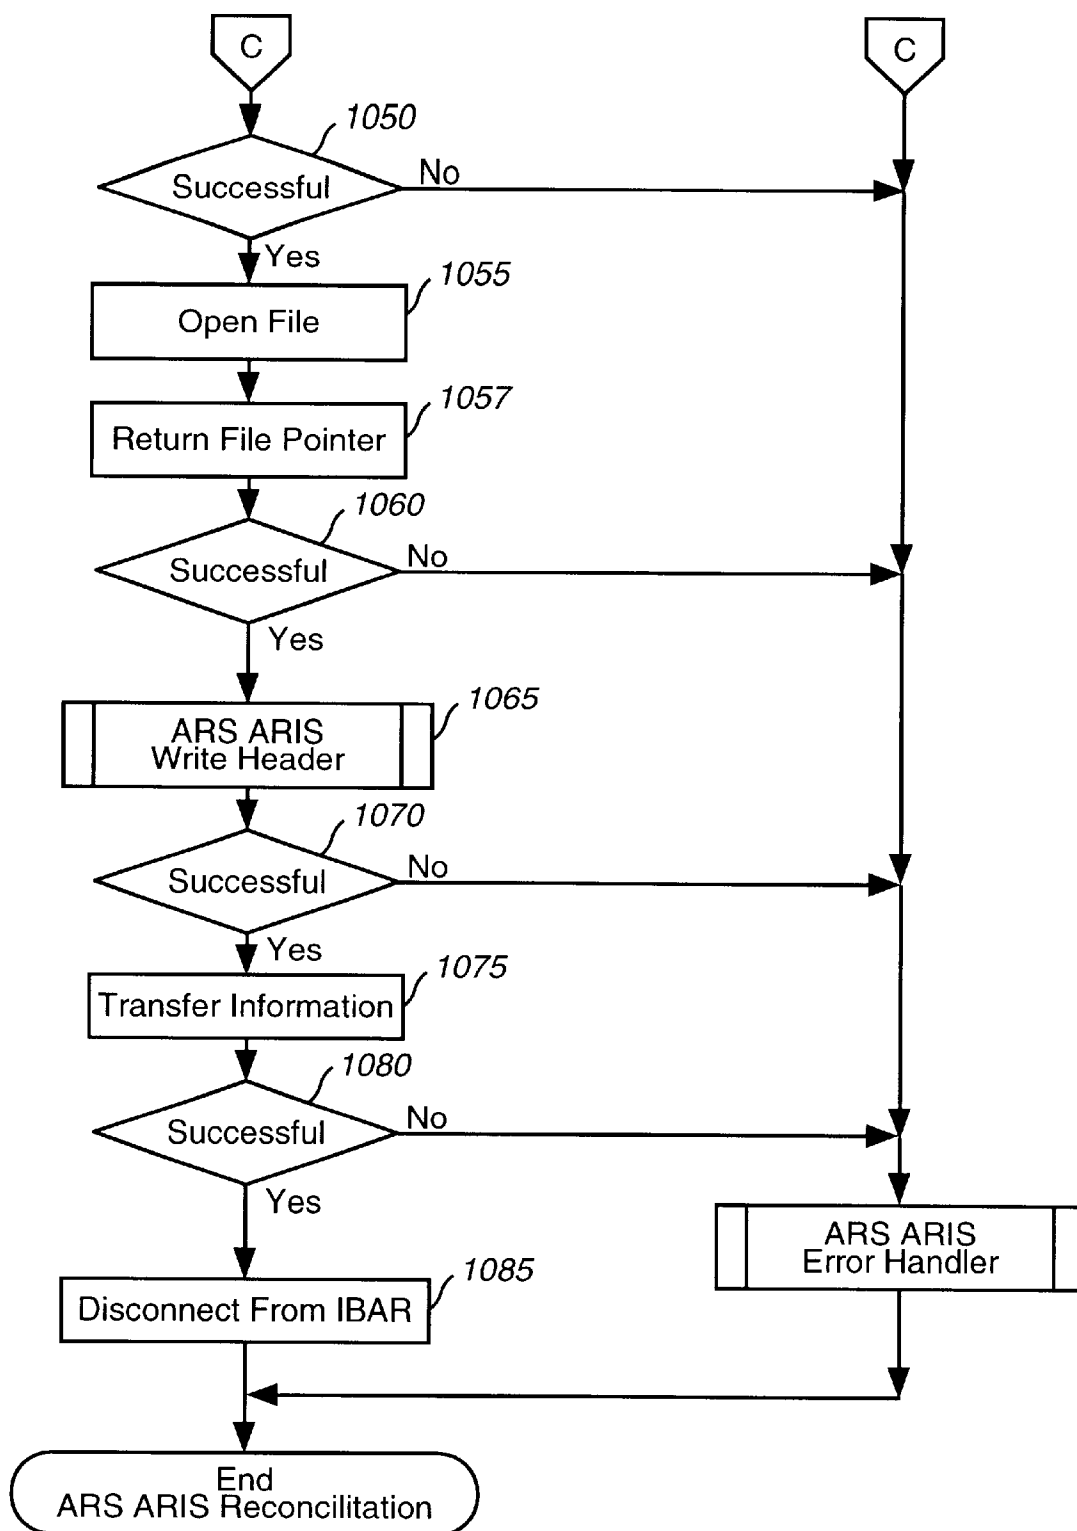 C
C
1050
Successful
No
Yes
1055
Open File
1057
Return File Pointer
1060
Successful
No
Yes
1065
ARS ARIS
Write Header
1070
Successful
No
Yes
1075
Transfer Information
1080
Successful
No
Yes
ARS ARIS
Error Handler
1085
Disconnect From IBAR
End
ARS ARIS Reconcilitation